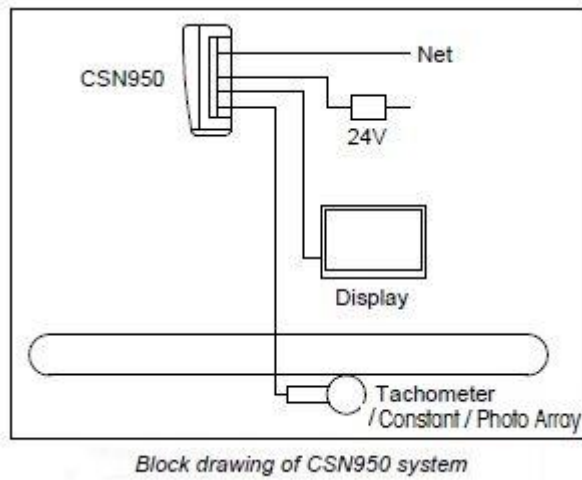 Net
CSN950
24V
Display
Tachometer
/ Constant / Photo Array
Block drawing of CSN950 system